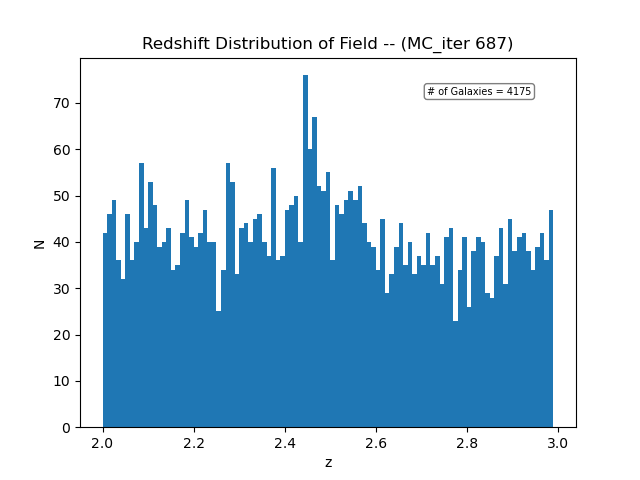 Redshift Distribution of Field -- (MC_iter 687)
# of Galaxies = 4175
70
60
50
40
30
20
10
0
N
2.0 2.2 2.4 2.6 2.8 3.0
z